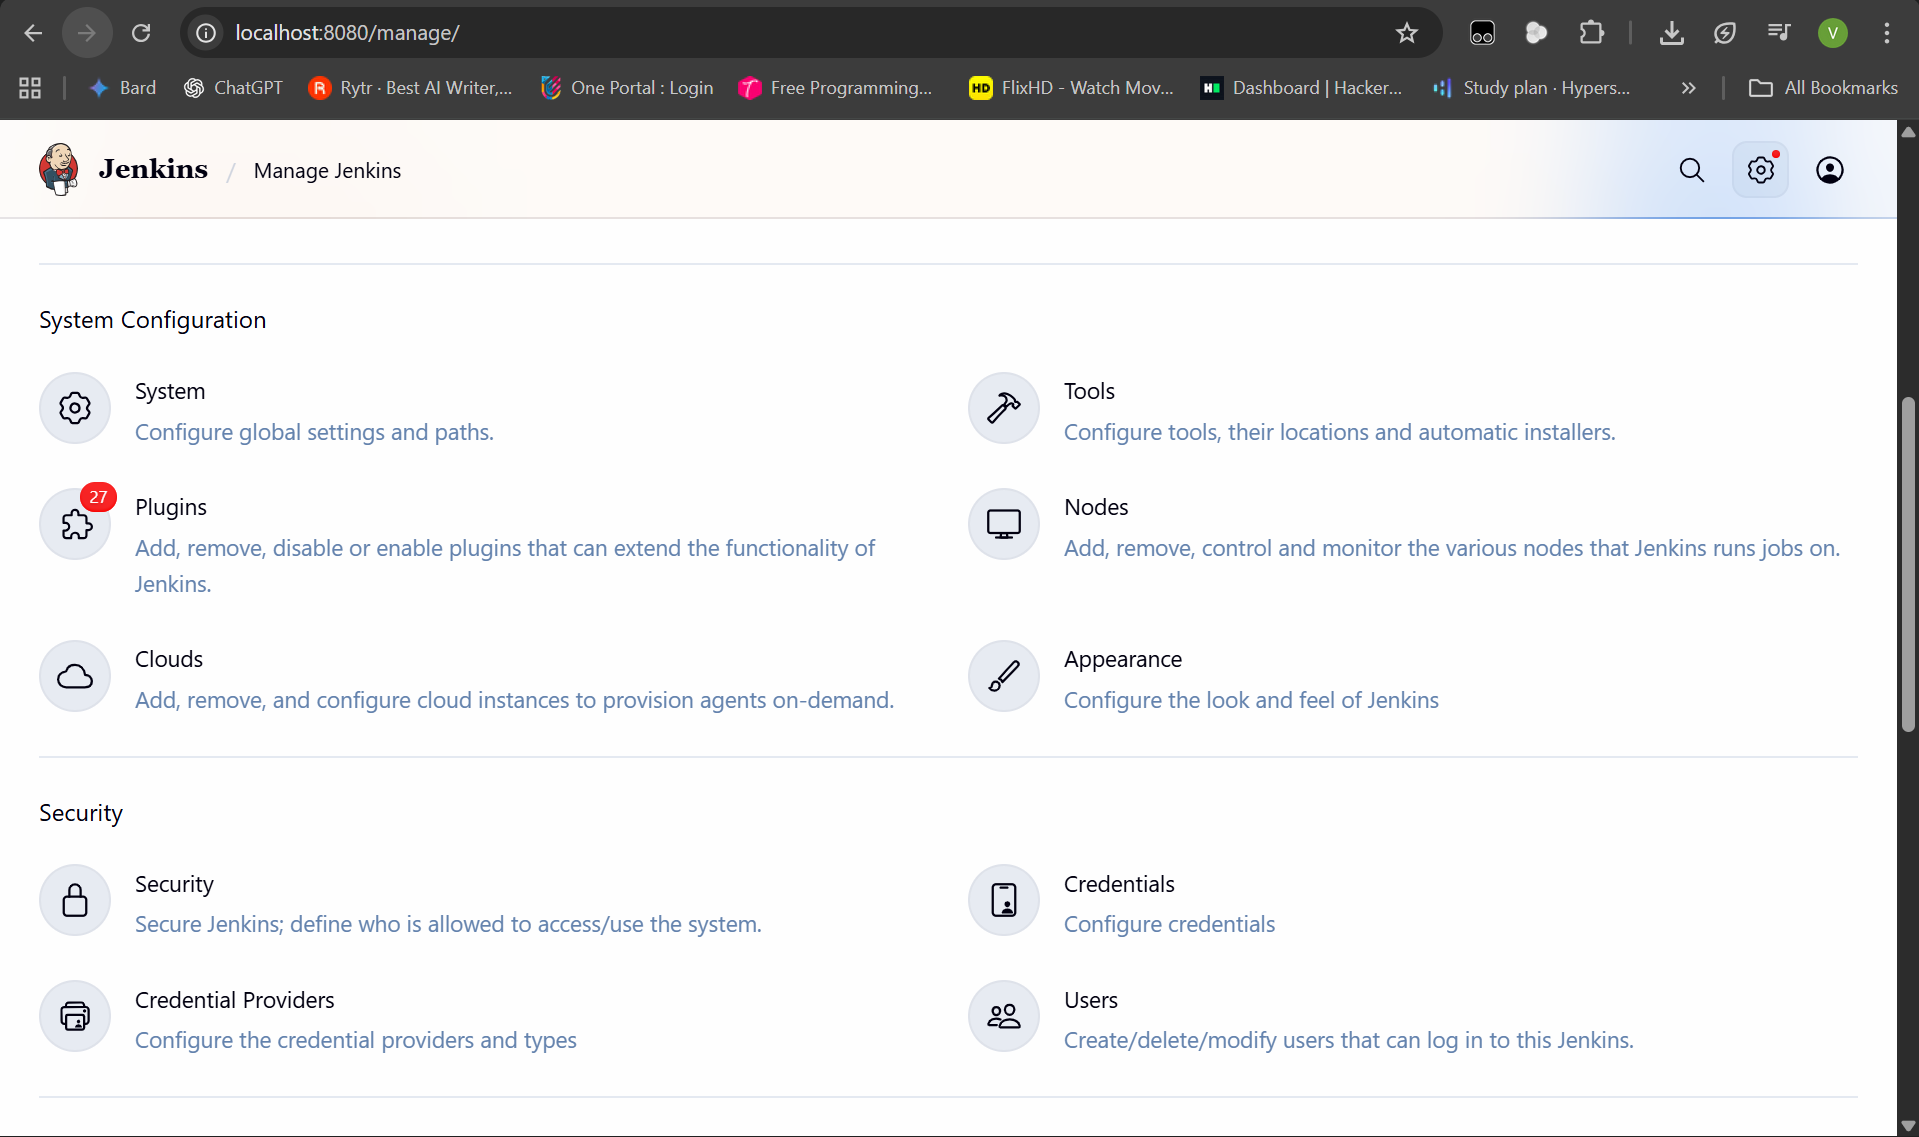 localhost:8080/manage/
V
Bard
ChatGPT
R
Rytr · Best AI Writer,...
One Portal : Login
Free Programming...
HD
FlixHD - Watch Mov...
Dashboard | Hacker...
Study plan · Hypers...
All Bookmarks
Jenkins / Manage Jenkins
System Configuration
System
Configure global settings and paths.
Tools
Configure tools, their locations and automatic installers.
27
Plugins
Add, remove, disable or enable plugins that can extend the functionality of
Jenkins.
Nodes
Add, remove, control and monitor the various nodes that Jenkins runs jobs on.
Clouds
Add, remove, and configure cloud instances to provision agents on-demand.
Appearance
Configure the look and feel of Jenkins
Security
Security
Secure Jenkins; define who is allowed to access/use the system.
Credentials
Configure credentials
Credential Providers
Configure the credential providers and types
Users
Create/delete/modify users that can log in to this Jenkins.